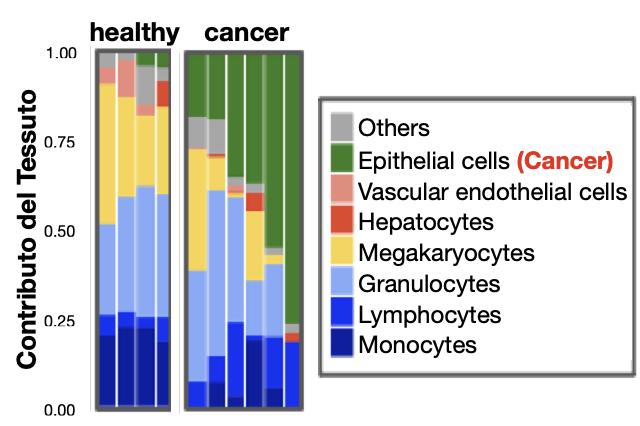 healthy cancer
1.00
0.75
0.50
0.25
0.00
Contributo del Tessuto
Others
Epithelial cells (Cancer)
Vascular endothelial cells
Hepatocytes
Megakaryocytes
Granulocytes
Lymphocytes
Monocytes